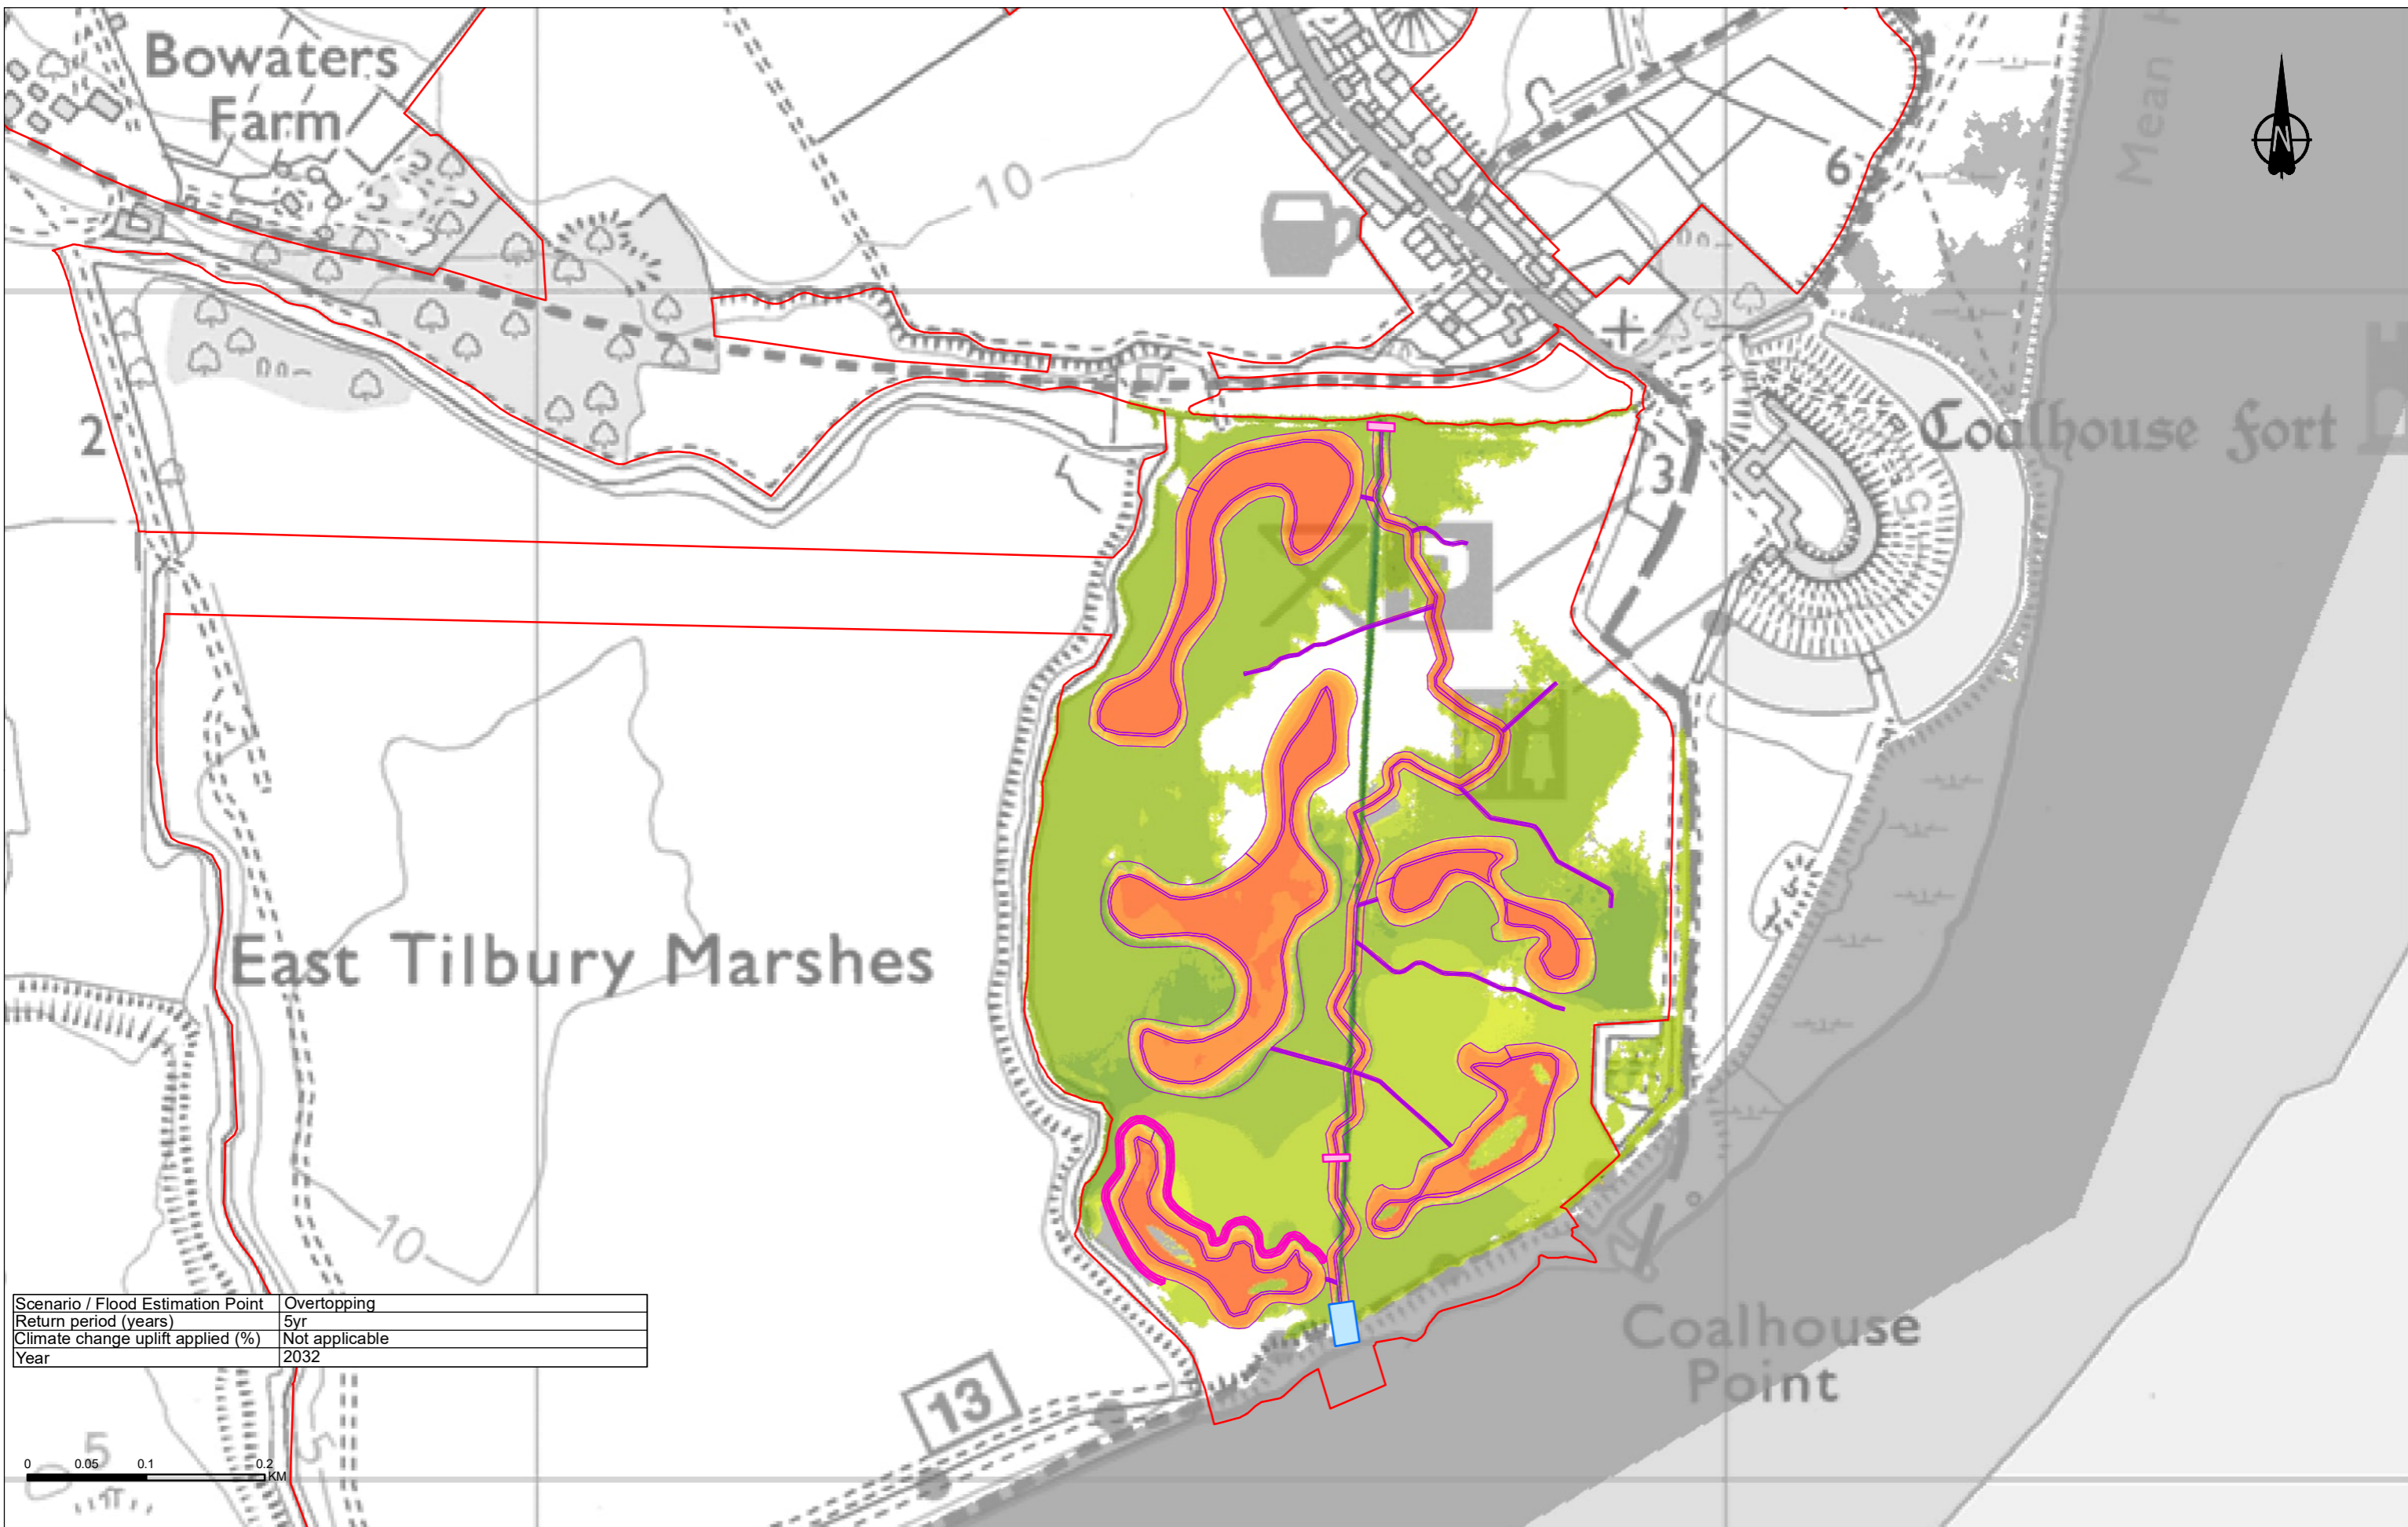 Bowaters
Farm
Mean
N
10
6
2
Coalhouse Fort
3
5
East Tilbury Marshes
10
Scenario / Flood Estimation Point Overtopping
Return period (years) 5yr
Climate change uplift applied (%) Not applicable
Year 2032
Coalhouse
Point
13
5
5
0 0.05 0.1 0.2
KM